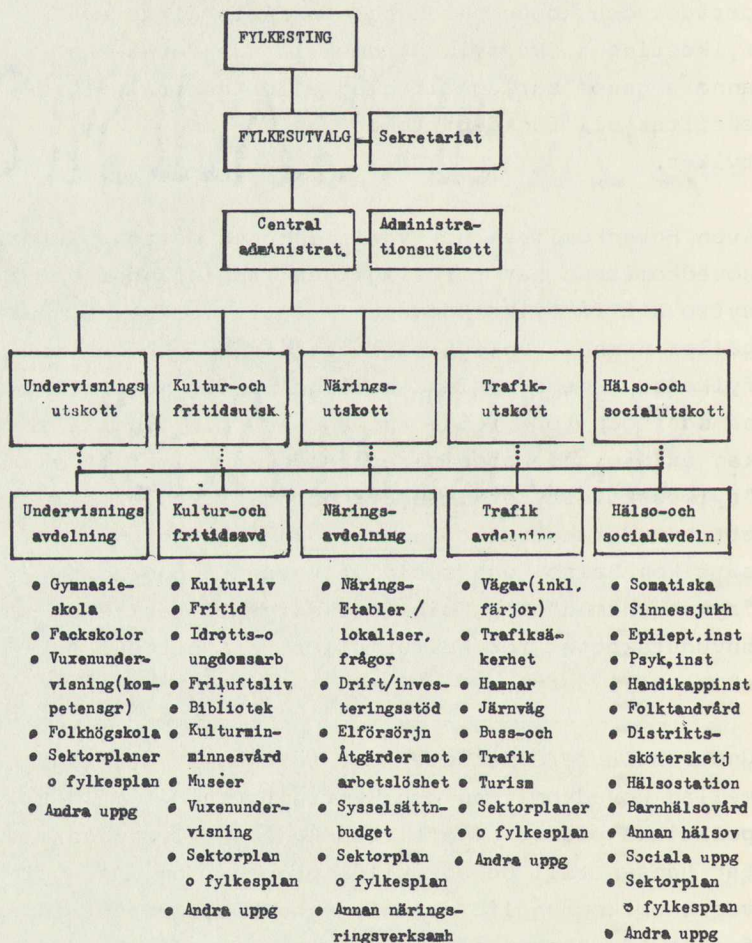 FYLKESTING
FYLKESUTVALG
Sekretariat
Central
administrat.
Administra-
tionsutskott
Undervisnings
utskott
Kultur-och
fritidsutsk.
Närings-
utskott
Trafik-
utskott
Hälso-och
socialutskott
Undervisnings
avdelning
Kultur-och
fritidsavd
Närings-
avdelning
Trafik
avdelning
Hälso-och
socialavdeln
• Gymnasie-
skola
• Fackskolor
• Vuxenunder-
visning(kom-
petensgr)
• Folkhögskola
• Sektorplaner
o fylkesplan
• Andra uppg
• Kulturliv
• Fritid
• Idrotts-o
ungdomsarb
• Friluftsliv
• Bibliotek
• Kulturmin-
minnesvård
• Museer
• Vuxenunder-
visning
• Sektorplan
o fylkesplan
• Andra uppg
• Närings-
Etabler /
lokaliser.
frågor
• Drift/inves-
teringsstöd
• Elförsörjn
• Åtgärder mot
arbetslöshet
• Sysselsättn-
budget
• Sektorplan
o fylkesplan
• Annan närings-
ringsverksamh
• Vägar(inkl.
färjor)
• Trafiksä-
kerhet
• Hamnar
• Järnväg
• Buss-och
• Trafik
• Turism
• Sektorplaner
o fylkesplan
• Andra uppg
• Somatiska
• Sinnessjukh
• Epilept.inst
• Psyk.inst
• Handikappinst
• Folktandvård
• Distrikts-
skötersketj
• Hälsostation
• Barnhälsovård
• Annan hälsov
• Sociala uppg
• Sektorplan
o fylkesplan
• Andra uppg